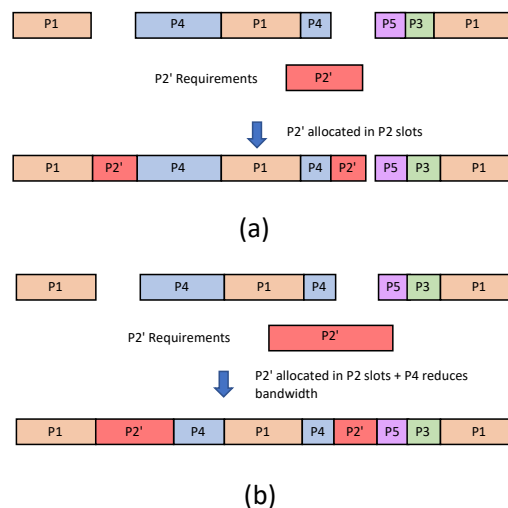 P1 P4 P1 P4 P5 P3 P1
P2' Requirements P2'
P2' allocated in P2 slots
P1 P2' P4 P1 P4 P2' P5 P3 P1
(a)
P1 P4 P1 P4 P5 P3 P1
P2' Requirements P2'
P2' allocated in P2 slots + P4 reduces
bandwidth
P1 P2' P4 P1 P4 P2' P5 P3 P1
(b)